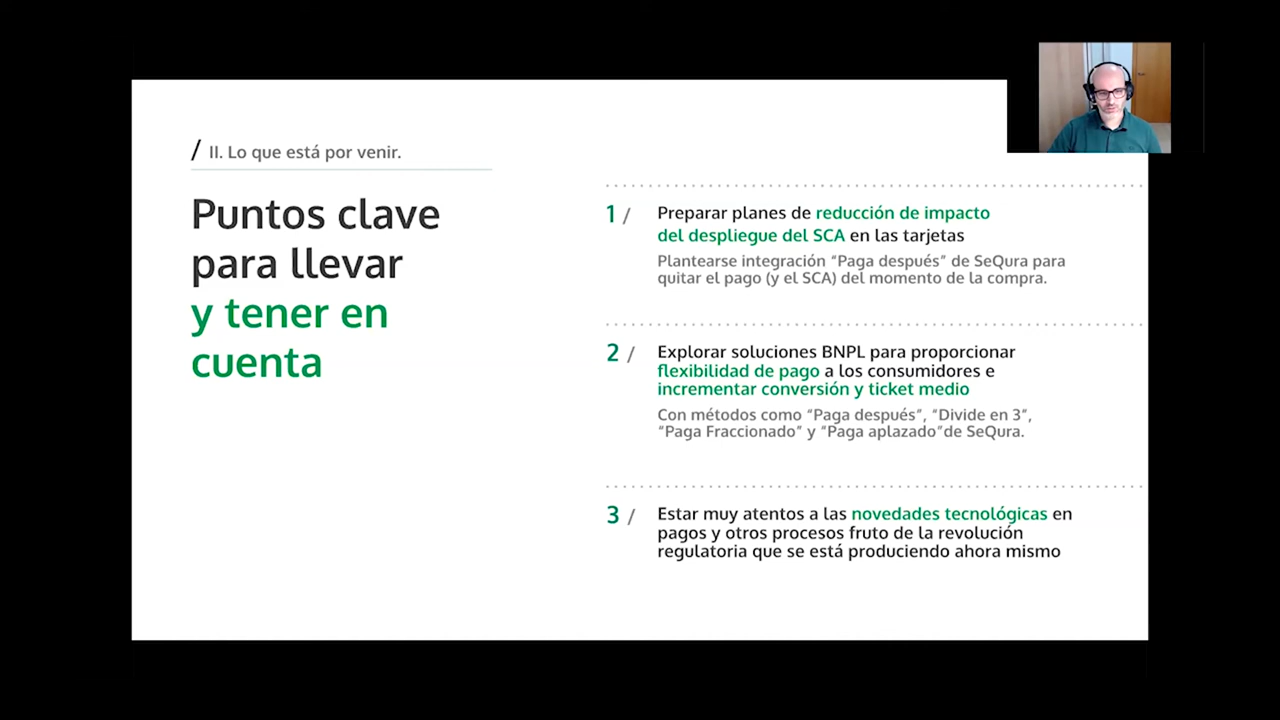 / II. Lo que está por venir.
Puntos clave
para llevar
y tener en
cuenta
1 / Preparar planes de reducción de impacto
del despliegue del SCA en las tarjetas
Plantearse integración “Paga después” de SeQura para
quitar el pago (y el SCA) del momento de la compra.
2 / Explorar soluciones BNPL para proporcionar
flexibilidad de pago a los consumidores e
incrementar conversión y ticket medio
Con métodos como “Paga después”, “Divide en 3”,
“Paga Fraccionado” y “Paga aplazado”de SeQura.
3 / Estar muy atentos a las novedades tecnológicas en
pagos y otros procesos fruto de la revolución
regulatoria que se está produciendo ahora mismo